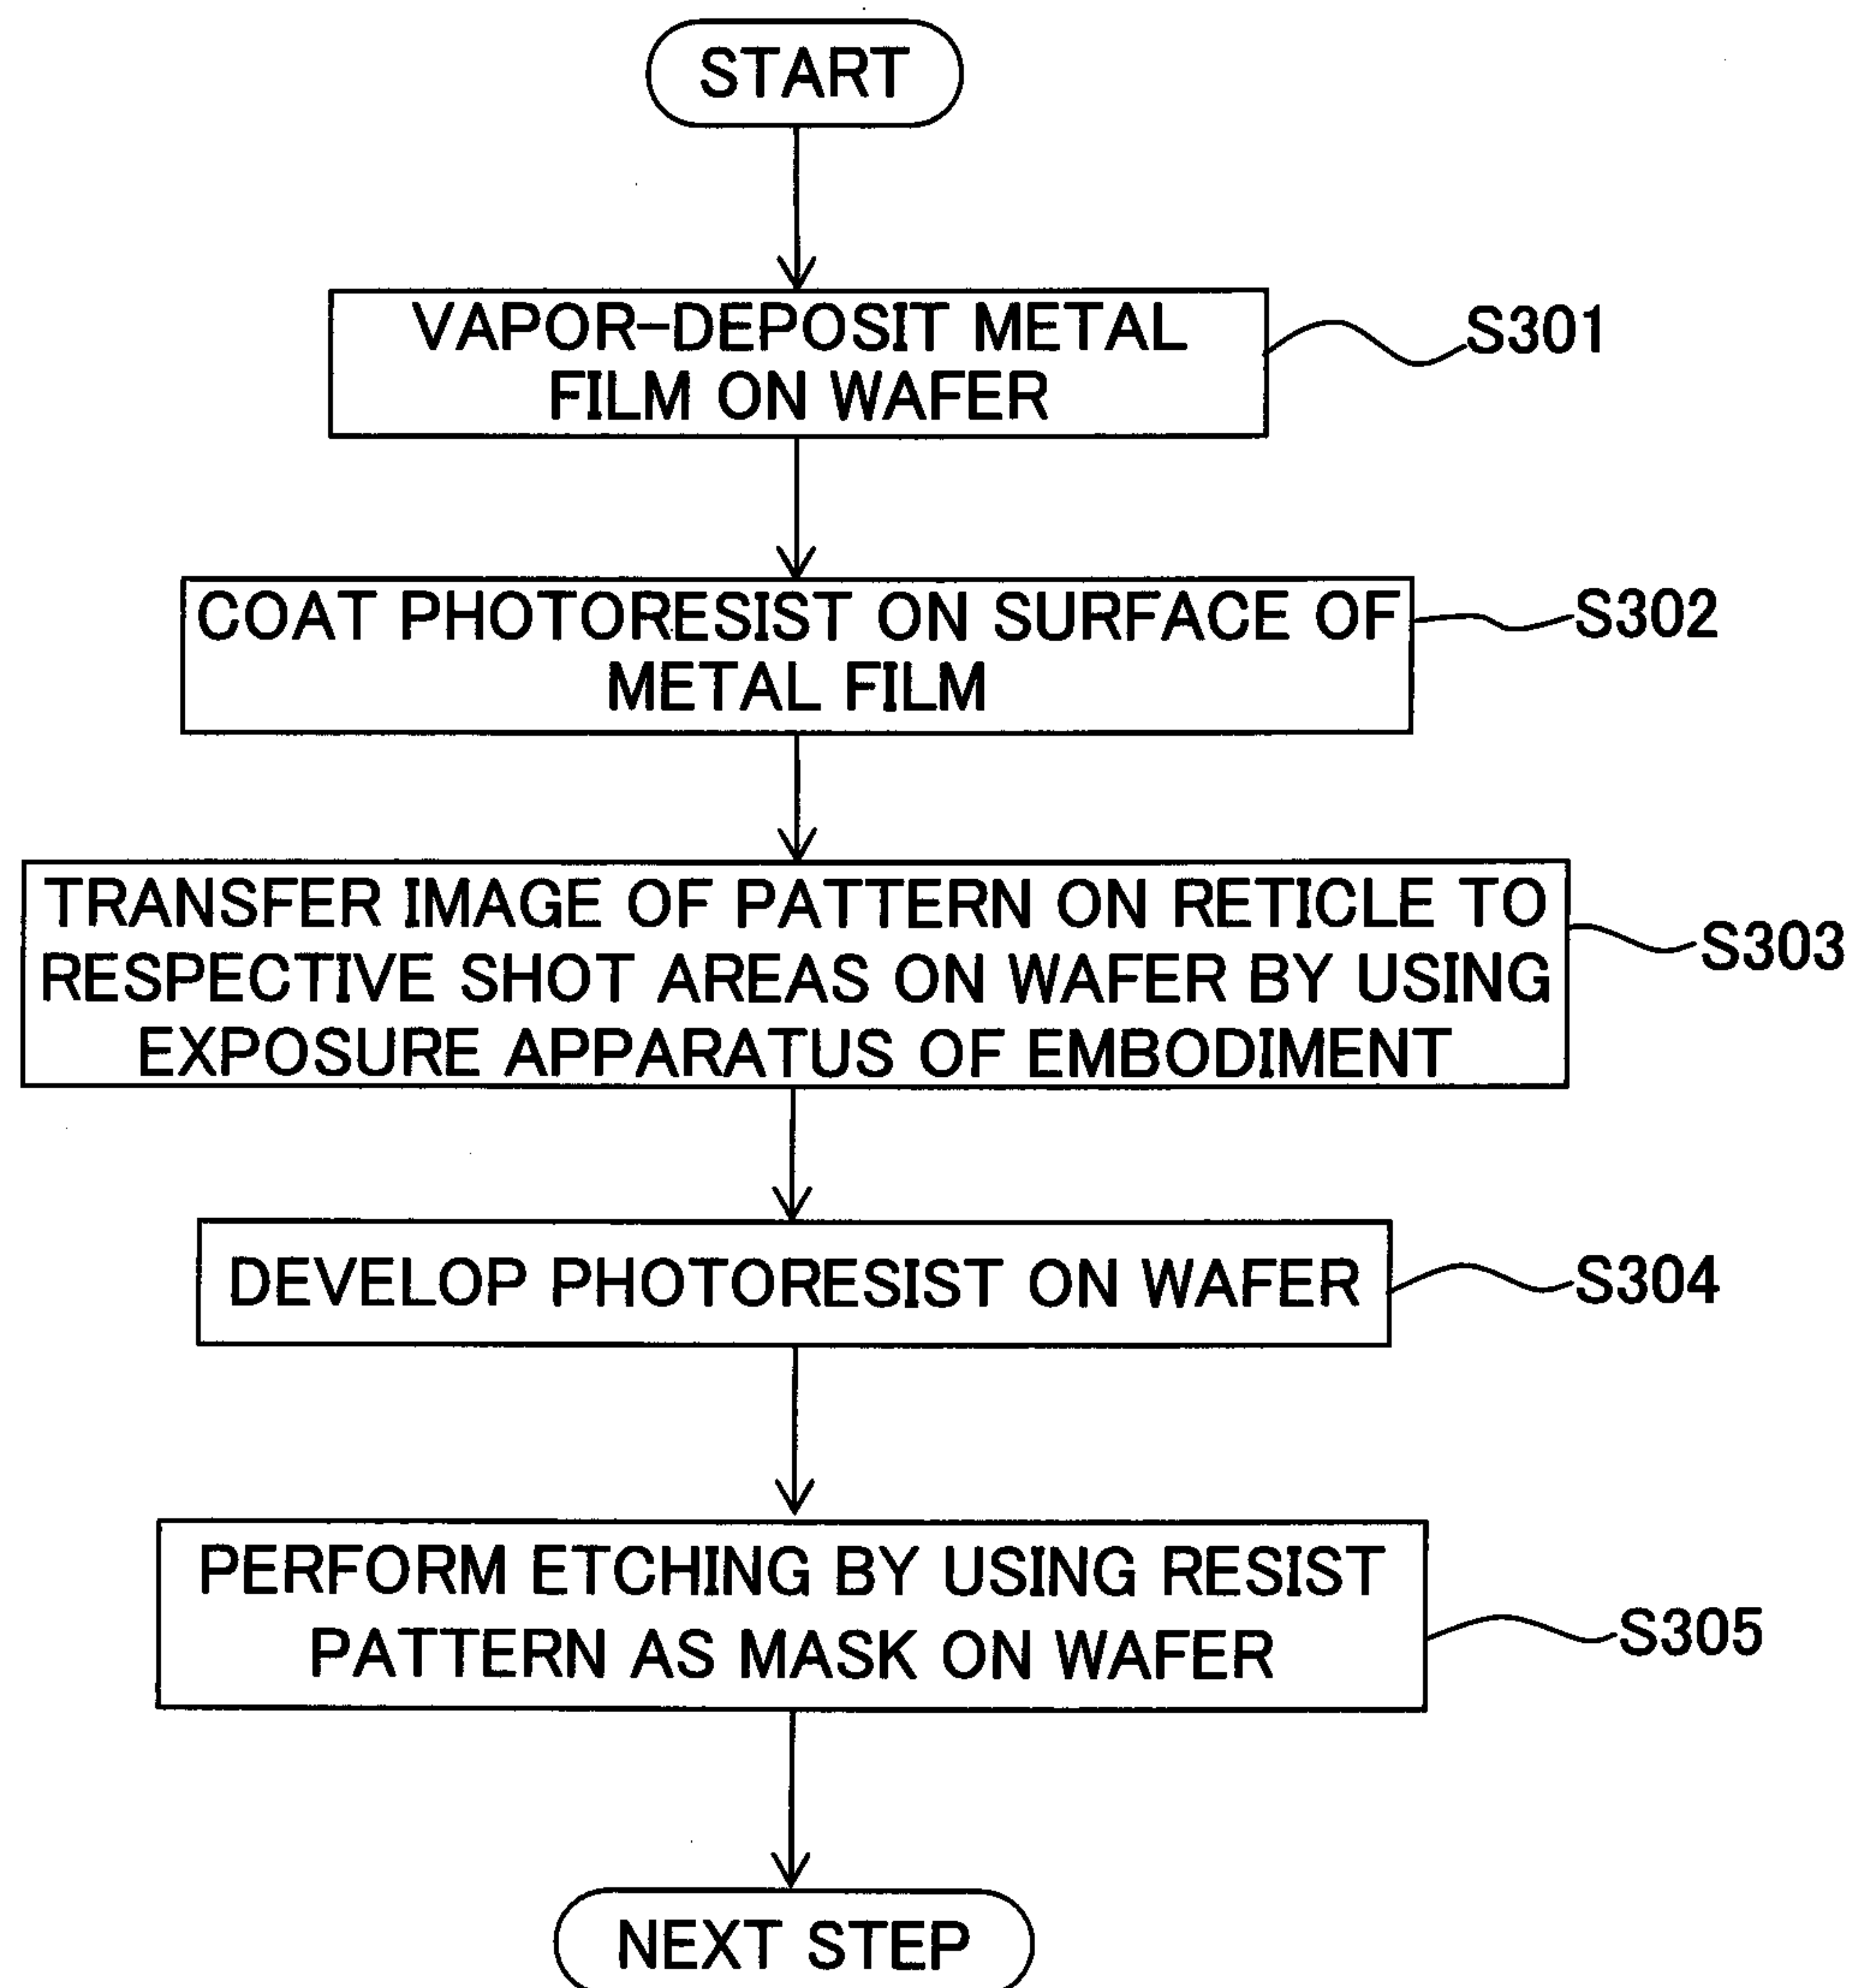 START
VAPOR-DEPOSIT METAL
FILM ON WAFER
S301
COAT PHOTORESIST ON SURFACE OF
METAL FILM
S302
TRANSFER IMAGE OF PATTERN ON RETICLE TO
RESPECTIVE SHOT AREAS ON WAFER BY USING
EXPOSURE APPARATUS OF EMBODIMENT
S303
DEVELOP PHOTORESIST ON WAFER
S304
PERFORM ETCHING BY USING RESIST
PATTERN AS MASK ON WAFER
S305
NEXT STEP